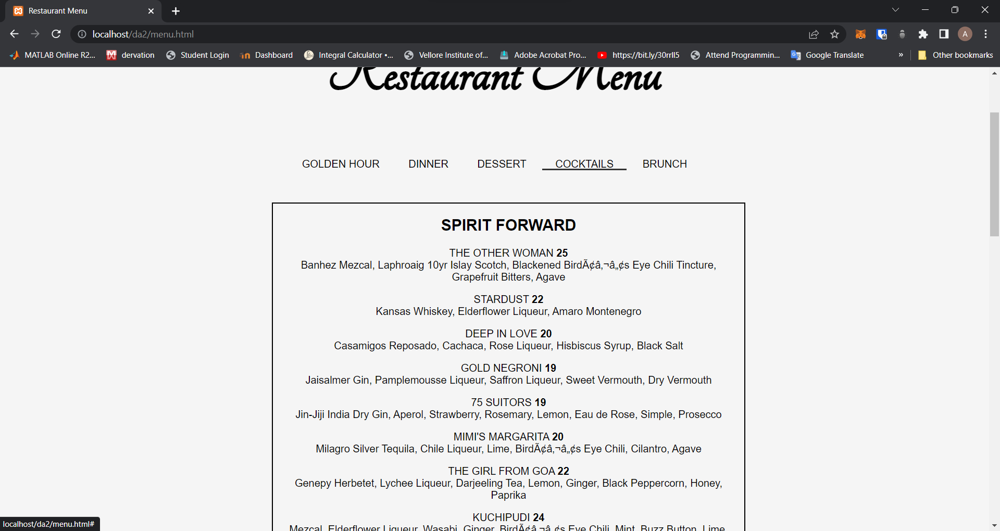 Restaurant Menu
localhost/da2/menu.html
A
MATLAB Online R2... dervation Student Login Dashboard Integral Calculator •... Vellore Institute of... Adobe Acrobat Pro... https://bit.ly/30rrlI5 Attend Programmin... Google Translate » Other bookmarks
Restaurant Menu
GOLDEN HOUR DINNER DESSERT COCKTAILS BRUNCH
SPIRIT FORWARD
THE OTHER WOMAN 25
Banhez Mezcal, Laphroaig 10yr Islay Scotch, Blackened BirdÃ¢â‚¬â„¢s Eye Chili Tincture,
Grapefruit Bitters, Agave
STARDUST 22
Kansas Whiskey, Elderflower Liqueur, Amaro Montenegro
DEEP IN LOVE 20
Casamigos Reposado, Cachaca, Rose Liqueur, Hisbiscus Syrup, Black Salt
GOLD NEGRONI 19
Jaisalmer Gin, Pamplemousse Liqueur, Saffron Liqueur, Sweet Vermouth, Dry Vermouth
75 SUITORS 19
Jin-Jiji India Dry Gin, Aperol, Strawberry, Rosemary, Lemon, Eau de Rose, Simple, Prosecco
MIMI'S MARGARITA 20
Milagro Silver Tequila, Chile Liqueur, Lime, BirdÃ¢â‚¬â„¢s Eye Chili, Cilantro, Agave
THE GIRL FROM GOA 22
Genepy Herbetet, Lychee Liqueur, Darjeeling Tea, Lemon, Ginger, Black Peppercorn, Honey,
Paprika
KUCHIPUDI 24
Mezcal, Elderflower Liqueur, Wasabi, Ginger, BirdÃ¢â‚¬â„¢s Eye Chili, Mint, Buzz Button, Lime
localhost/da2/menu.html#